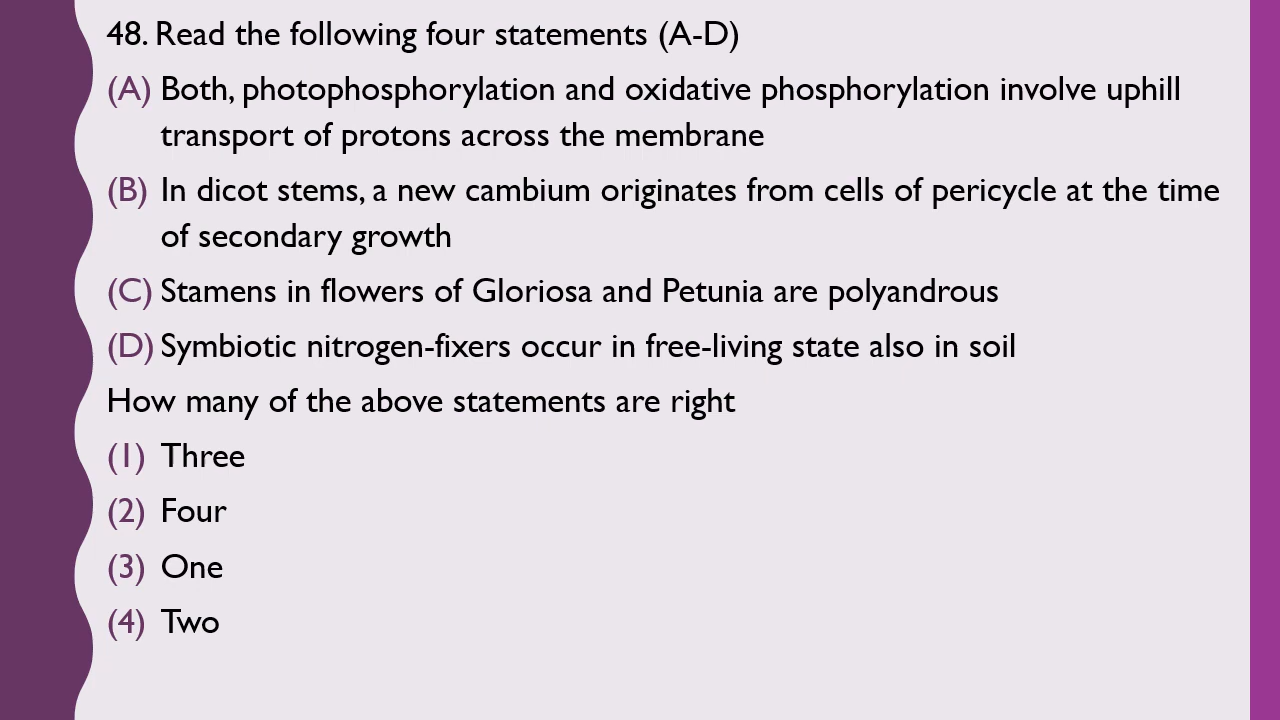 48. Read the following four statements (A-D)
(A) Both, photophosphorylation and oxidative phosphorylation involve uphill
transport of protons across the membrane
(B) In dicot stems, a new cambium originates from cells of pericycle at the time
of secondary growth
(C) Stamens in flowers of Gloriosa and Petunia are polyandrous
(D) Symbiotic nitrogen-fixers occur in free-living state also in soil
How many of the above statements are right
(1) Three
(2) Four
(3) One
(4) Two